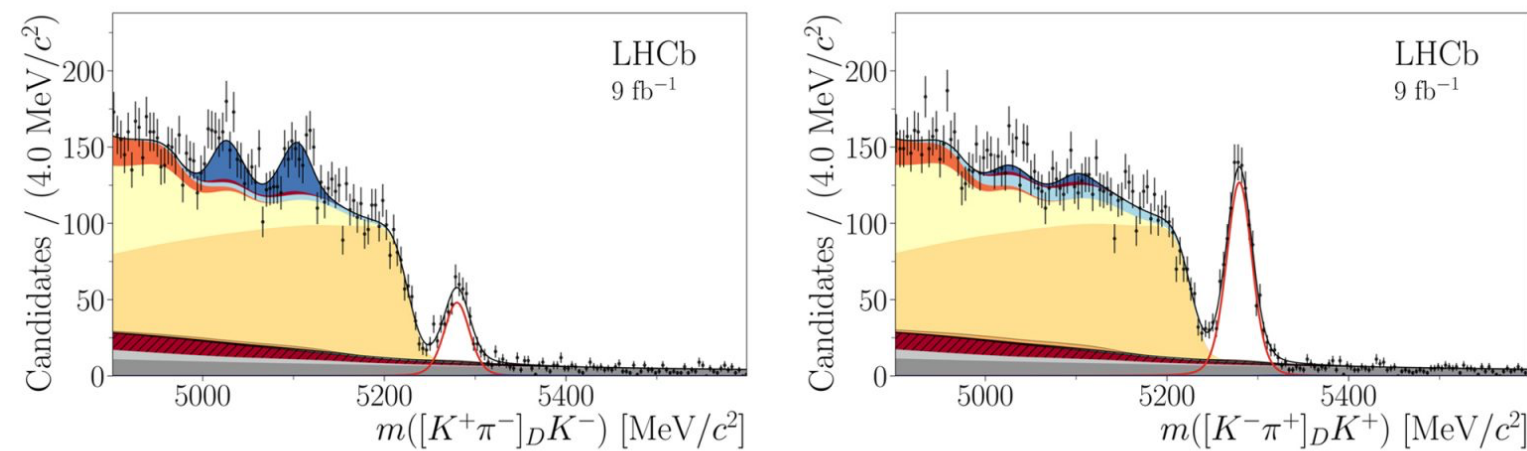 Candidates / (4.0 MeV/c²)
200
150
100
50
0
LHCb
9 fb⁻¹
5000 5200 5400
m([K⁺π⁻]_D K⁻) [MeV/c²]
Candidates / (4.0 MeV/c²)
200
150
100
50
0
LHCb
9 fb⁻¹
5000 5200 5400
m([K⁻π⁺]_D K⁺) [MeV/c²]